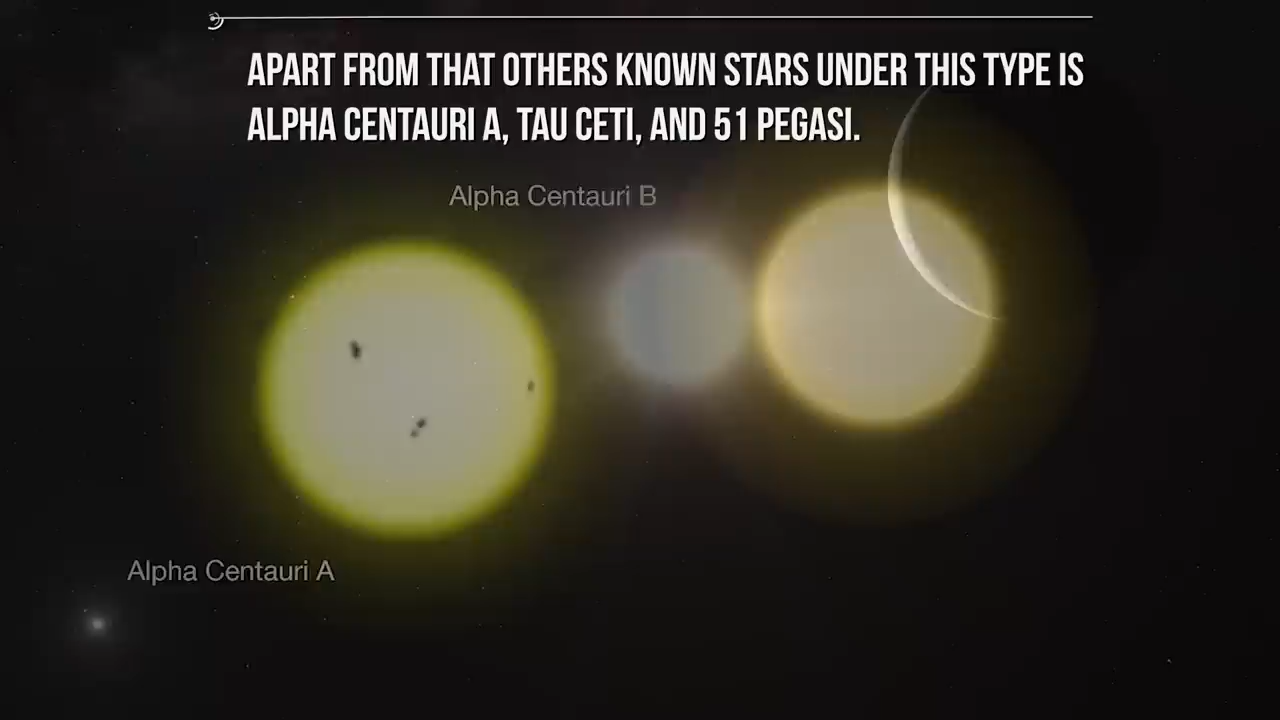 APART FROM THAT OTHERS KNOWN STARS UNDER THIS TYPE IS
ALPHA CENTAURI A, TAU CETI, AND 51 PEGASI.
Alpha Centauri B
Alpha Centauri A